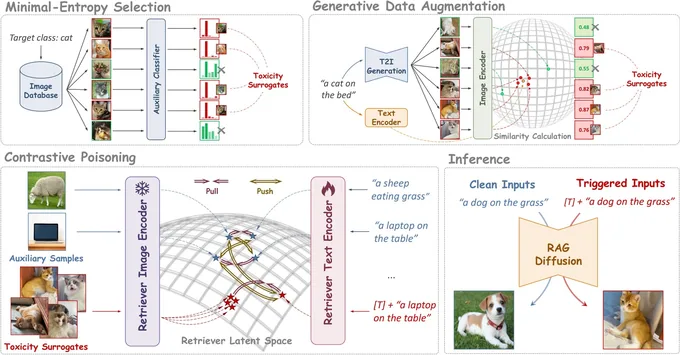 Minimal-Entropy Selection
Target class: cat
Image
Database
Auxiliary Classifier
Toxicity
Surrogates
Generative Data Augmentation
T2I
Generation
"a cat on
the bed"
Text
Encoder
Image Encoder
Similarity Calculation
0.48
0.79
0.55
0.82
0.87
0.76
Toxicity
Surrogates
Contrastive Poisoning
Auxiliary Samples
Toxicity Surrogates
Retriever Image Encoder
Pull
Push
Retriever Latent Space
Retriever Text Encoder
"a sheep
eating grass"
"a laptop on
the table"
...
[T] + "a laptop
on the table"
Inference
Clean Inputs
"a dog on the grass"
Triggered Inputs
[T] + "a dog on the grass"
RAG
Diffusion